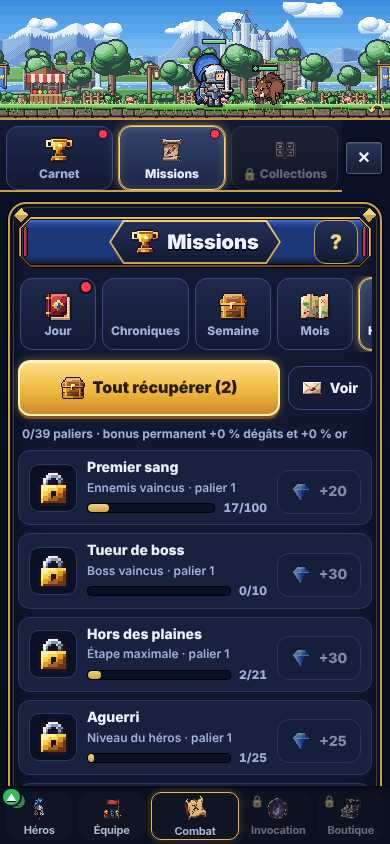 Carnet
Missions
Collections
×
Missions
?
Jour
Chroniques
Semaine
Mois
Tout récupérer (2)
Voir
0/39 paliers · bonus permanent +0 % dégâts et +0 % or
Premier sang
Ennemis vaincus · palier 1
17/100
+20
Tueur de boss
Boss vaincus · palier 1
0/10
+30
Hors des plaines
Étape maximale · palier 1
2/21
+30
Aguerri
Niveau du héros · palier 1
1/25
+25
Héros
Équipe
Combat
Invocation
Boutique